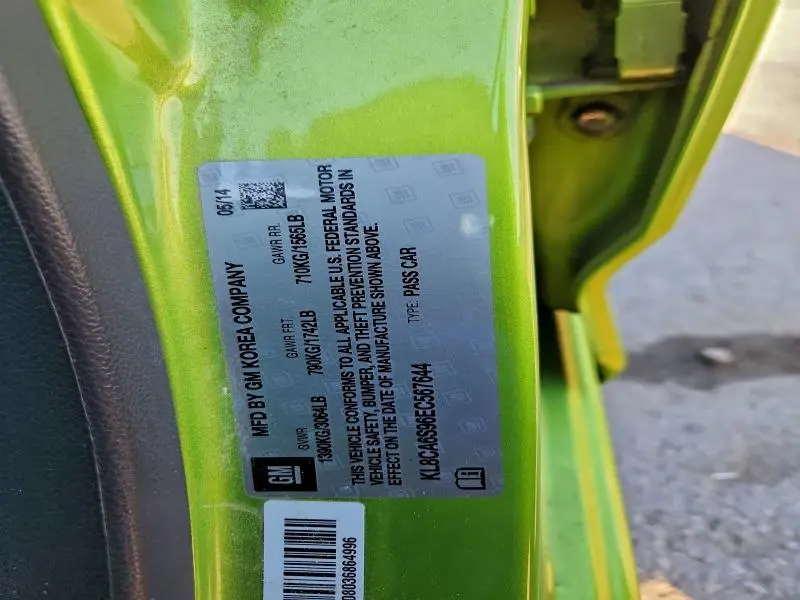 MFD BY GM KOREA COMPANY
05/14
GVWR GAWR FRT. GAWR RR.
1390KG/3064LB 790KG/1742LB 710KG/1565LB
THIS VEHICLE CONFORMS TO ALL APPLICABLE U.S. FEDERAL MOTOR
VEHICLE SAFETY, BUMPER, AND THEFT PREVENTION STANDARDS IN
EFFECT ON THE DATE OF MANUFACTURE SHOWN ABOVE.
KL8CA6S96EC567644 TYPE: PASS CAR
GM
08036864996